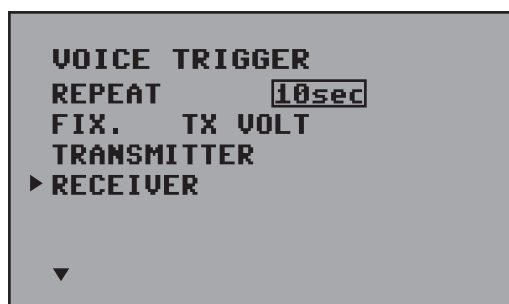 VOICE TRIGGER
REPEAT 10sec
FIX. TX VOLT
TRANSMITTER
RECEIVER